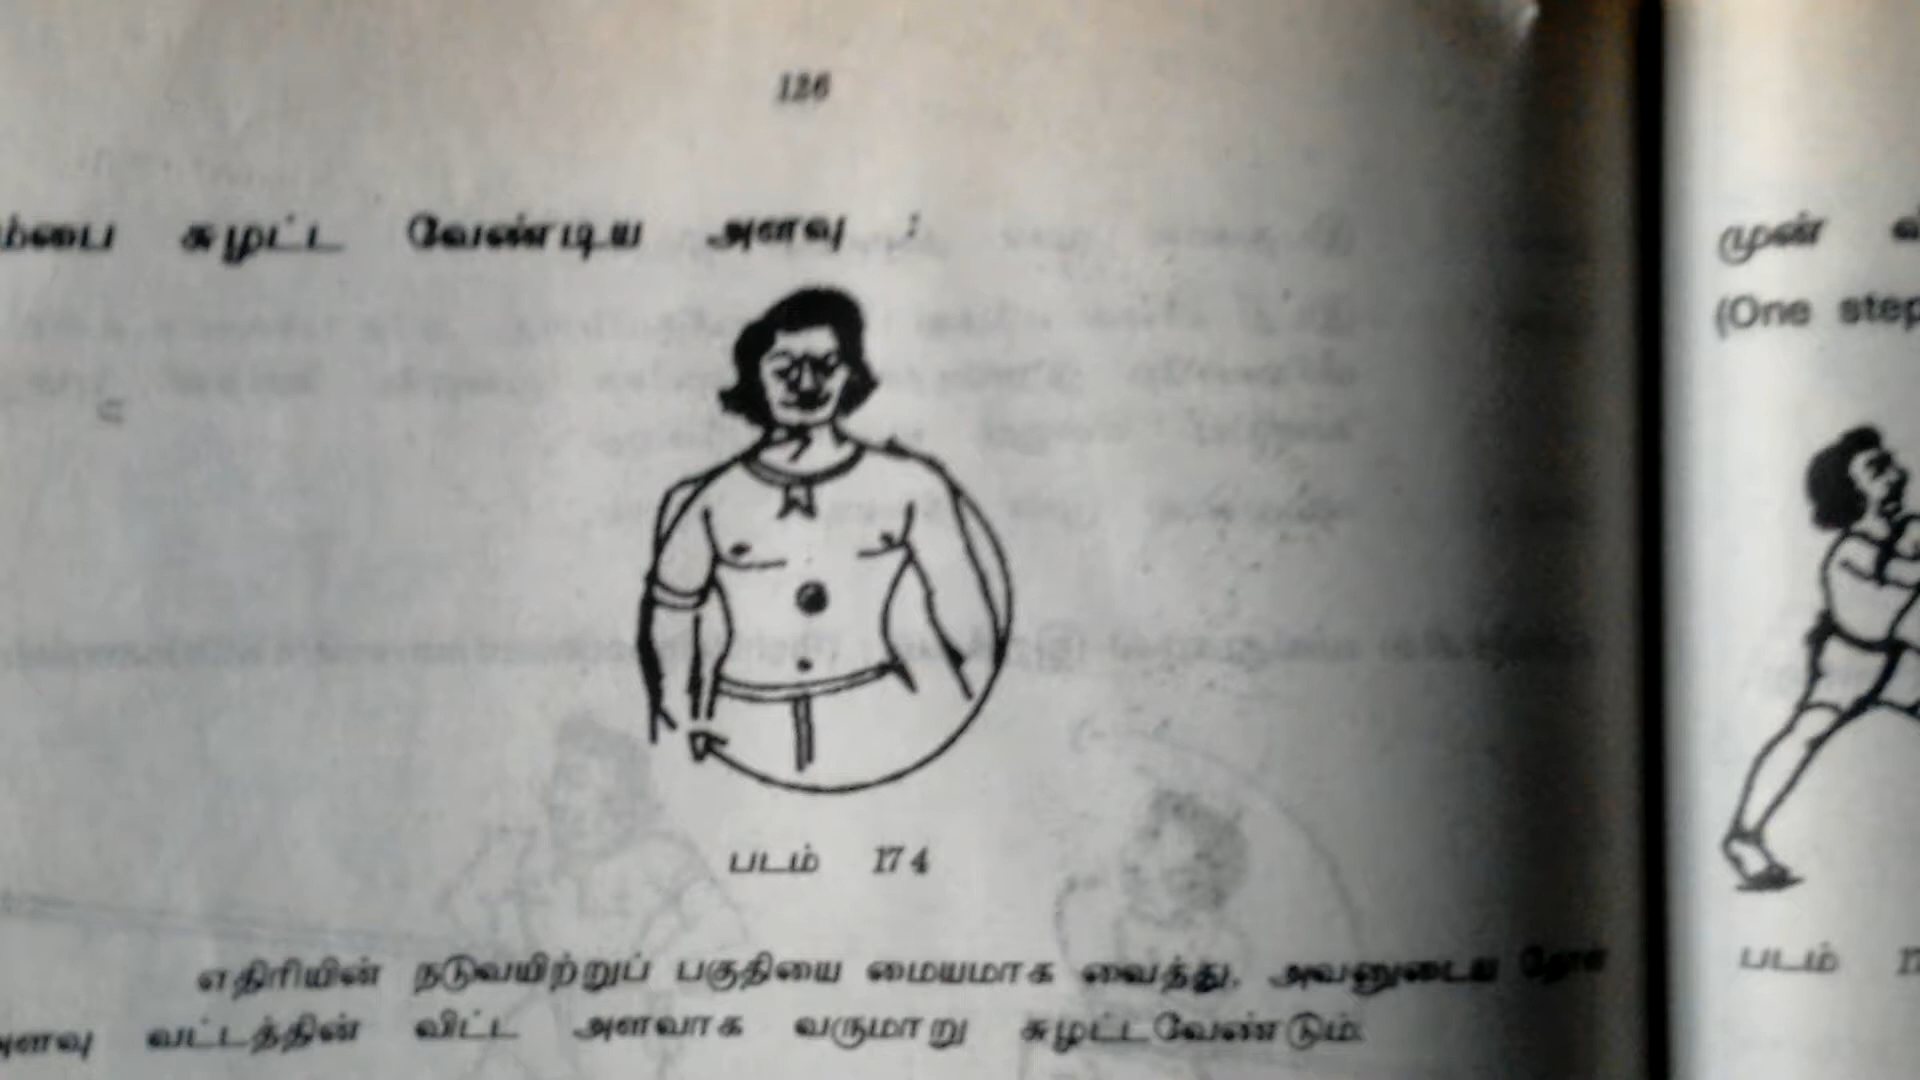 126
சுழட்ட வேண்டிய அளவு :
படம் 174
எதிரியின் நடுவயிற்றுப் பகுதியை மையமாக வைத்து, அவனுடைய
அளவு வட்டத்தின் விட்ட அளவாக வருமாறு சுழட்டவேண்டும்.
முன்
(One step
படம்